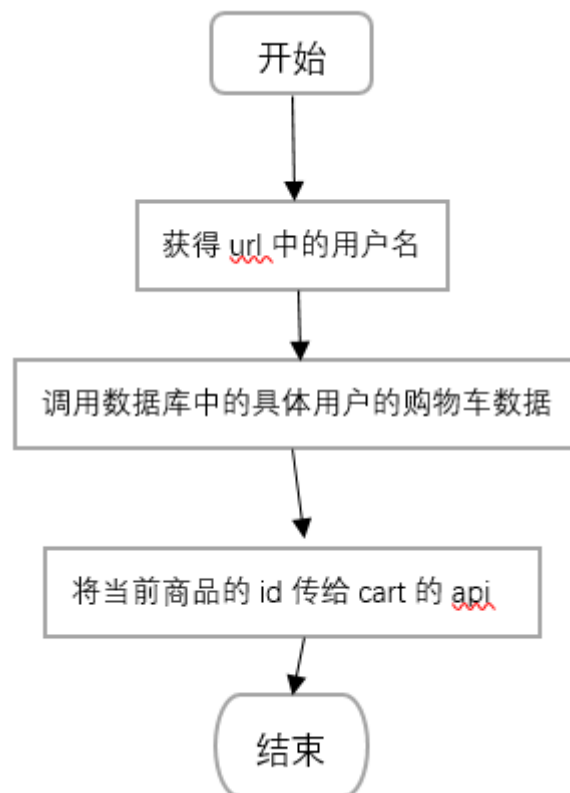 开始
获得 url 中的用户名
调用数据库中的具体用户的购物车数据
将当前商品的 id 传给 cart 的 api
结束